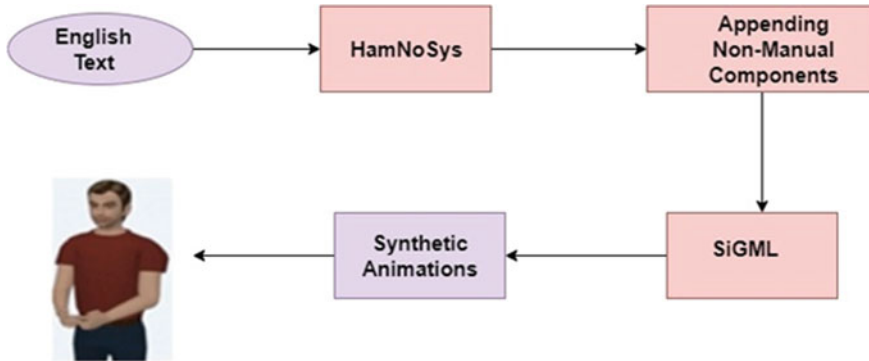 English
Text
HamNoSys
Appending
Non-Manual
Components
SiGML
Synthetic
Animations